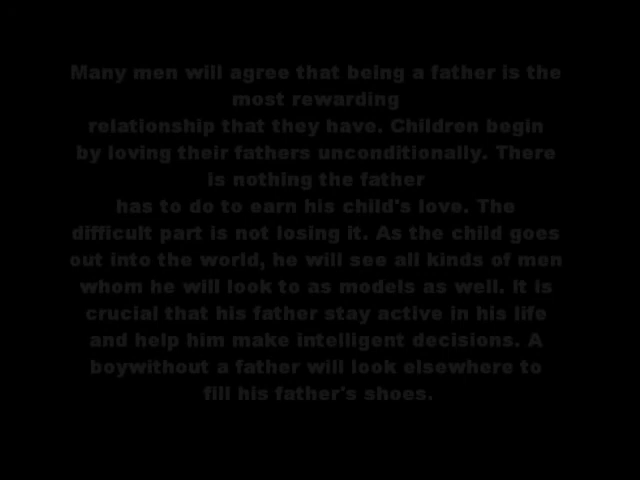 Many men will agree that being a father is the
most rewarding
relationship that they have. Children begin
by loving their fathers unconditionally. There
is nothing the father
has to do to earn his child's love. The
difficult part is not losing it. As the child goes
out into the world, he will see all kinds of men
whom he will look to as models as well. It is
crucial that his father stay active in his life
and help him make intelligent decisions. A
boywithout a father will look elsewhere to
fill his father's shoes.